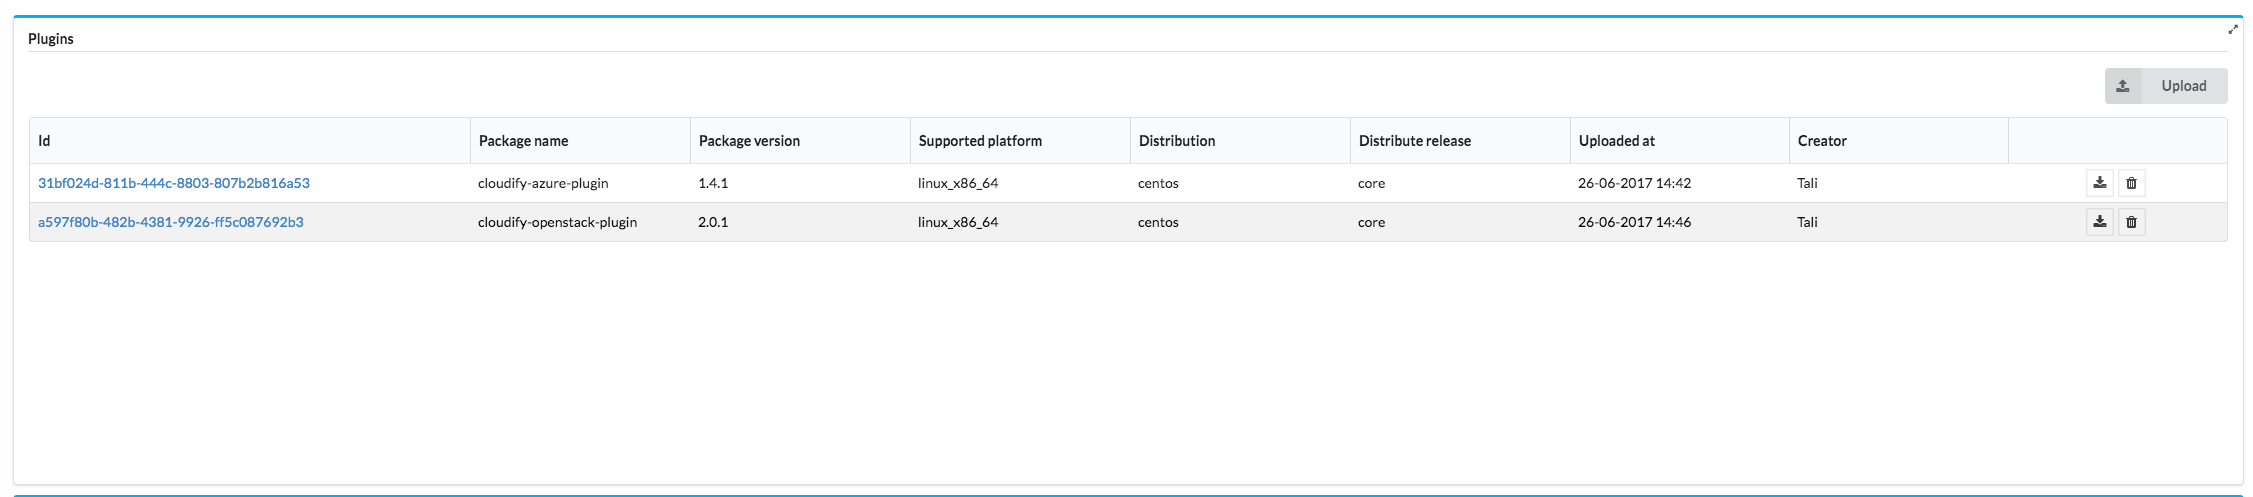 Plugins
Upload
Id Package name Package version Supported platform Distribution Distribute release Uploaded at Creator
31bf024d-811b-444c-8803-807b2b816a53 cloudify-azure-plugin 1.4.1 linux_x86_64 centos core 26-06-2017 14:42 Tali
a597f80b-482b-4381-9926-ff5c087692b3 cloudify-openstack-plugin 2.0.1 linux_x86_64 centos core 26-06-2017 14:46 Tali